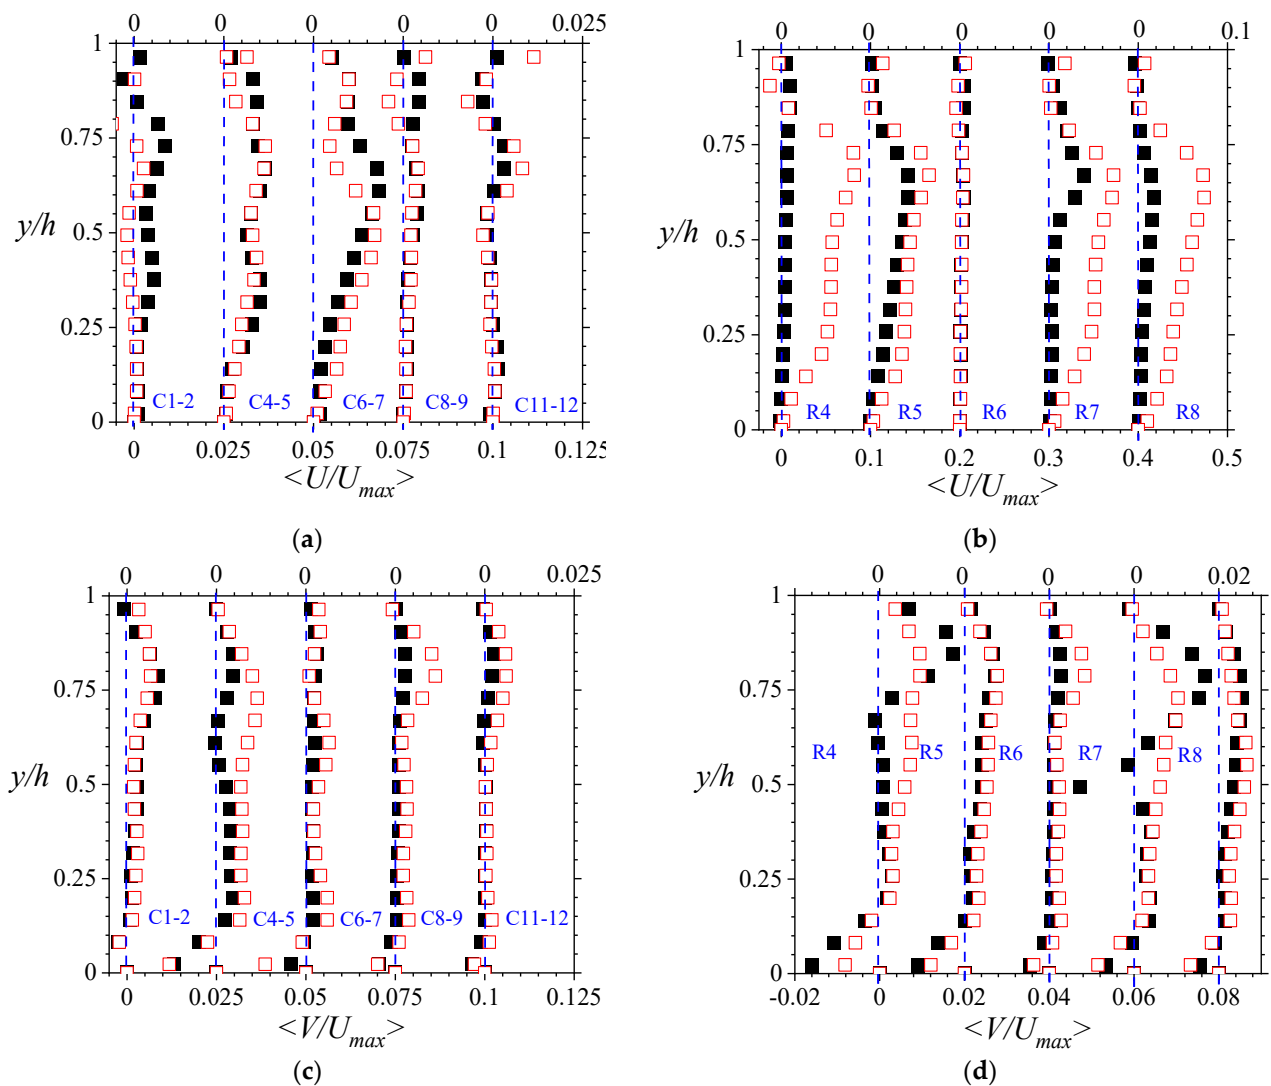 0 0 0 0 0 0.025
1
0.75
0.5
0.25
0
y/h
C1-2 C4-5 C6-7 C8-9 C11-12
0 0.025 0.05 0.075 0.1 0.125
<U/Umax>
(a)
0 0 0 0 0 0.1
1
0.75
0.5
0.25
0
y/h
R4 R5 R6 R7 R8
0 0.1 0.2 0.3 0.4 0.5
<U/Umax>
(b)
0 0 0 0 0 0.025
1
0.75
0.5
0.25
0
y/h
C1-2 C4-5 C6-7 C8-9 C11-12
0 0.025 0.05 0.075 0.1 0.125
<V/Umax>
(c)
0 0 0 0 0.02
1
0.75
0.5
0.25
0
y/h
R4 R5 R6 R7 R8
-0.02 0 0.02 0.04 0.06 0.08
<V/Umax>
(d)